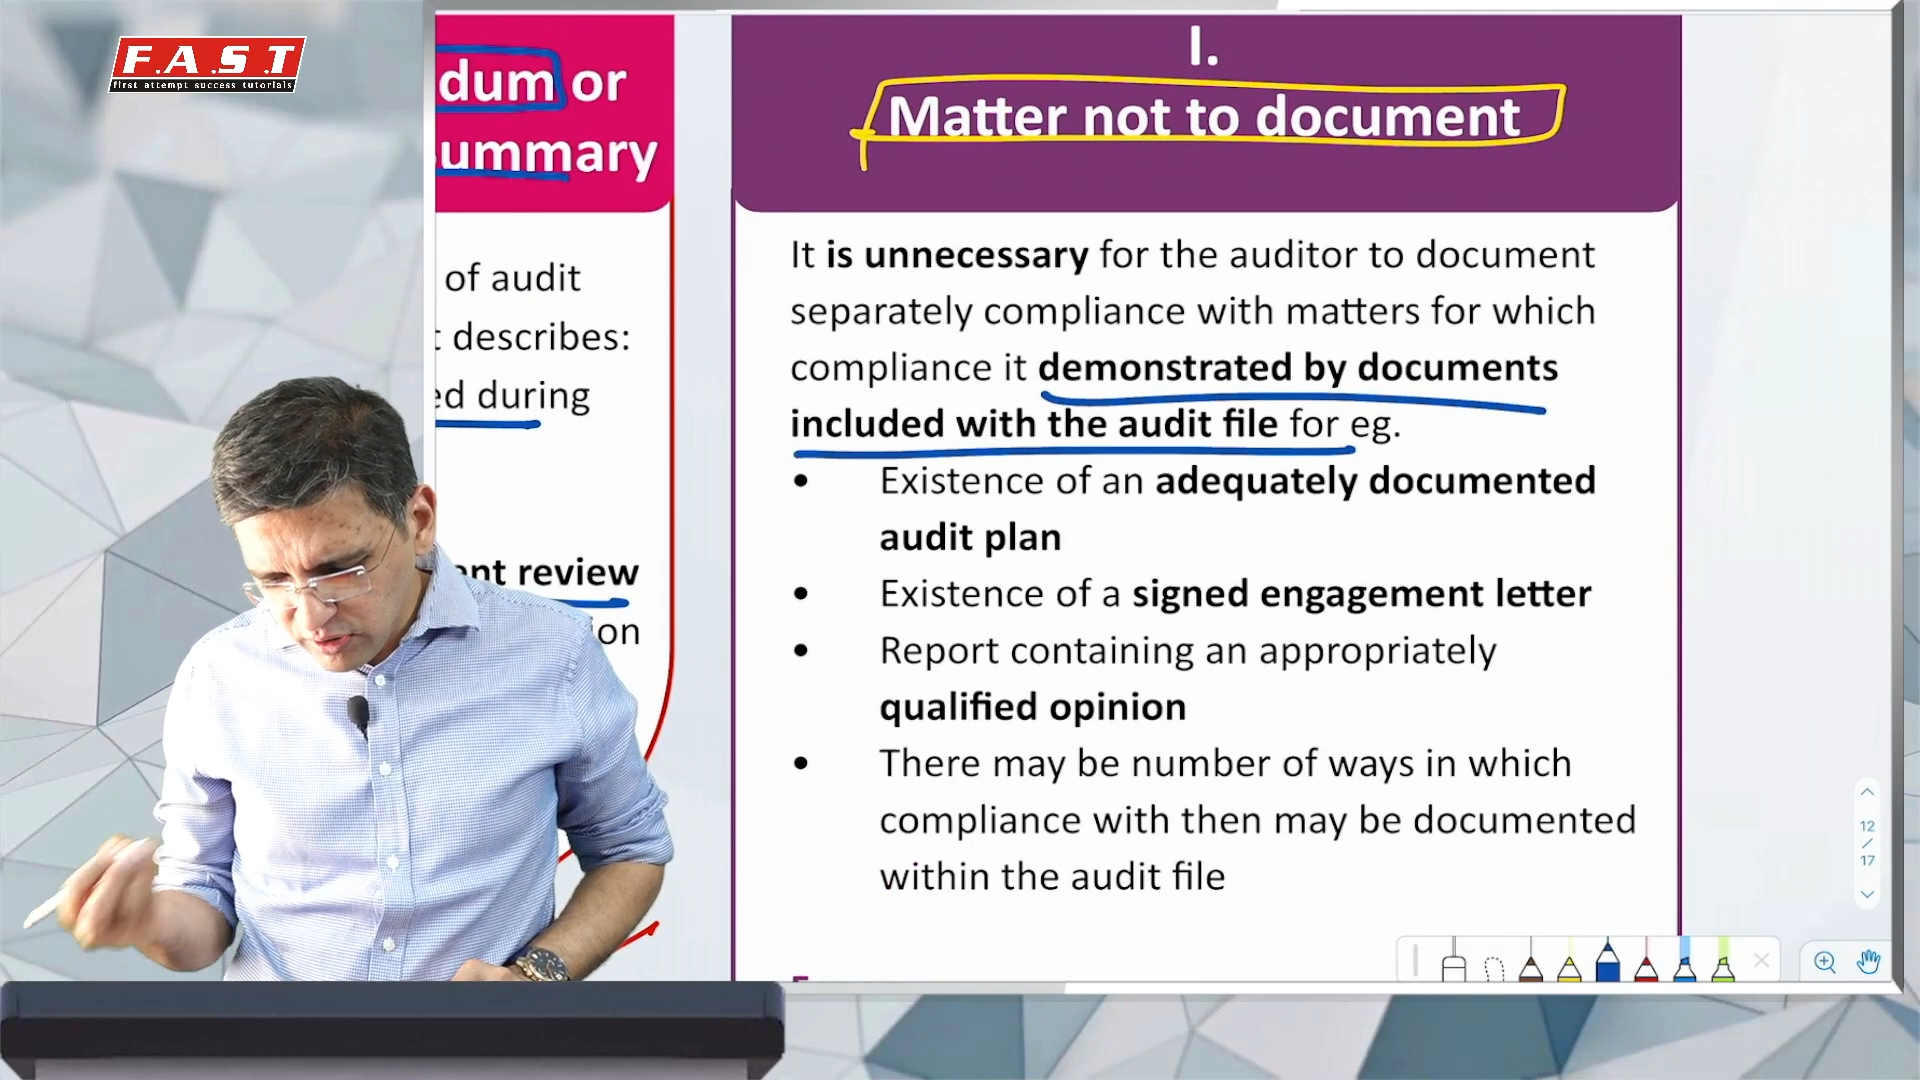 F.A.S.T
first attempt success tutorials
dum or
summary
of audit
describes:
ed during
ent review
on
I.
Matter not to document
It is unnecessary for the auditor to document
separately compliance with matters for which
compliance it demonstrated by documents
included with the audit file for eg.
• Existence of an adequately documented
audit plan
• Existence of a signed engagement letter
• Report containing an appropriately
qualified opinion
• There may be number of ways in which
compliance with then may be documented
within the audit file
12
/
17